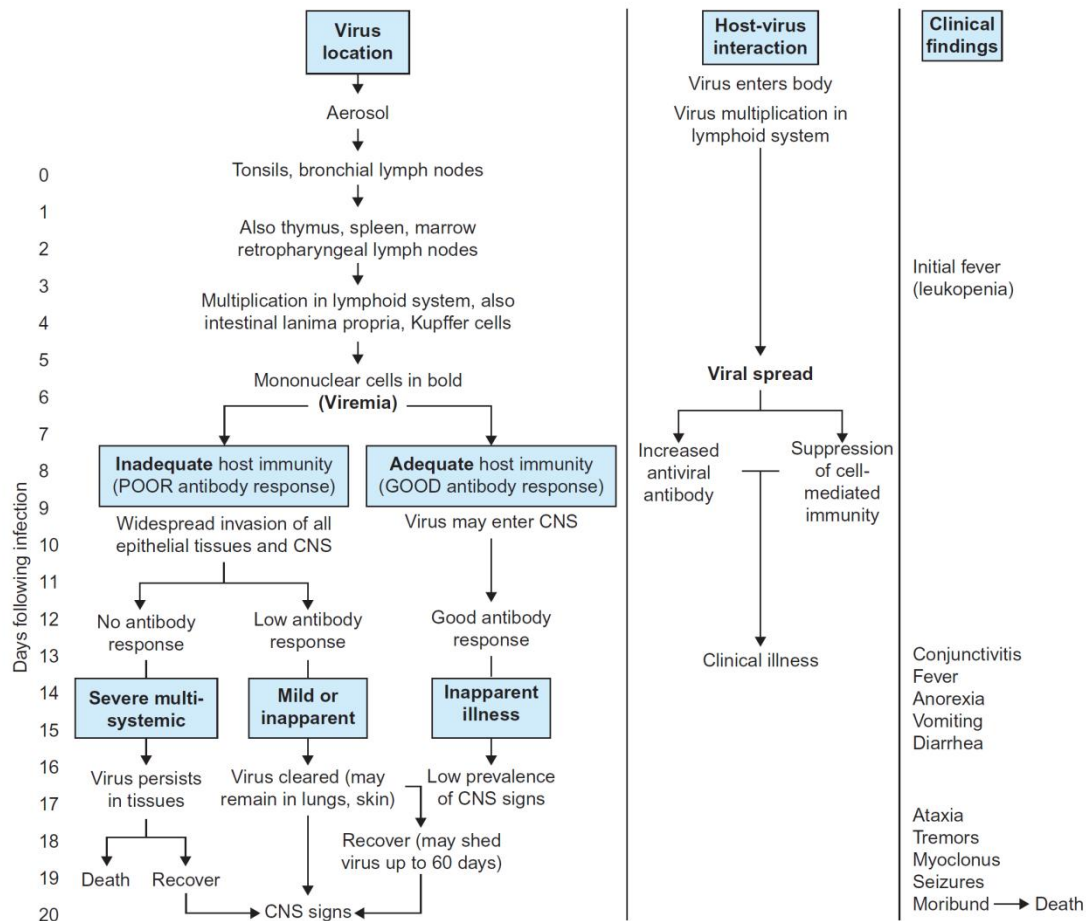 Virus
location
Aerosol
Tonsils, bronchial lymph nodes
Also thymus, spleen, marrow
retropharyngeal lymph nodes
Multiplication in lymphoid system, also
intestinal lanima propria, Kupffer cells
Mononuclear cells in bold
(Viremia)
Inadequate host immunity
(POOR antibody response)
Adequate host immunity
(GOOD antibody response)
Widespread invasion of all
epithelial tissues and CNS
Virus may enter CNS
No antibody
response
Low antibody
response
Good antibody
response
Severe multi-
systemic
Mild or
inapparent
Inapparent
illness
Virus persists
in tissues
Virus cleared (may
remain in lungs, skin)
Low prevalence
of CNS signs
Recover (may shed
virus up to 60 days)
Death
Recover
CNS signs
Days following infection
0
1
2
3
4
5
6
7
8
9
10
11
12
13
14
15
16
17
18
19
20
Host-virus
interaction
Virus enters body
Virus multiplication in
lymphoid system
Viral spread
Increased
antiviral
antibody
Suppression
of cell-
mediated
immunity
Clinical illness
Clinical
findings
Initial fever
(leukopenia)
Conjunctivitis
Fever
Anorexia
Vomiting
Diarrhea
Ataxia
Tremors
Myoclonus
Seizures
Moribund
Death